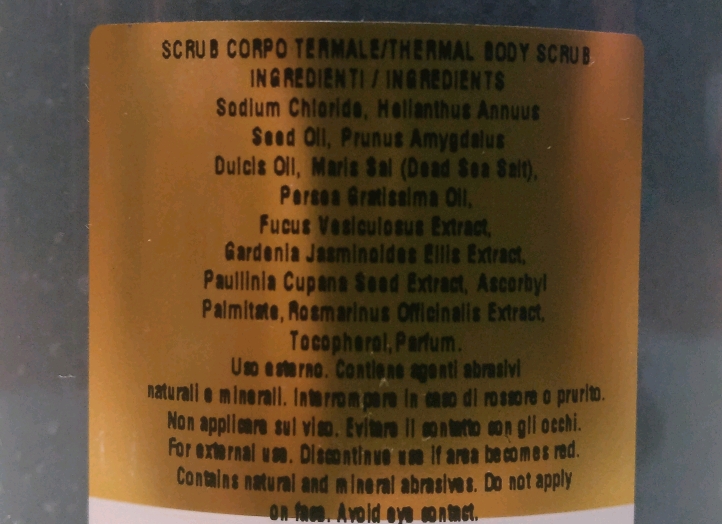 SCRUB CORPO TERMALE/THERMAL BODY SCRUB
INGREDIENTI / INGREDIENTS
Sodium Chloride, Helianthus Annuus
Seed Oil, Prunus Amygdalus
Dulcis Oil, Maris Sal (Dead Sea Salt),
Persea Gratissima Oil,
Fucus Vesiculosus Extract,
Gardenia Jasminoides Ellis Extract,
Paullinia Cupana Seed Extract, Ascorbyl
Palmitate, Rosmarinus Officinalis Extract,
Tocopherol, Parfum.
Uso esterno. Contiene agenti abrasivi
naturali e minerali. Interrompere in caso di rossore o prurito.
Non applicare sul viso. Evitare il contatto con gli occhi.
For external use. Discontinue use if area becomes red.
Contains natural and mineral abrasives. Do not apply
on face. Avoid eye contact.